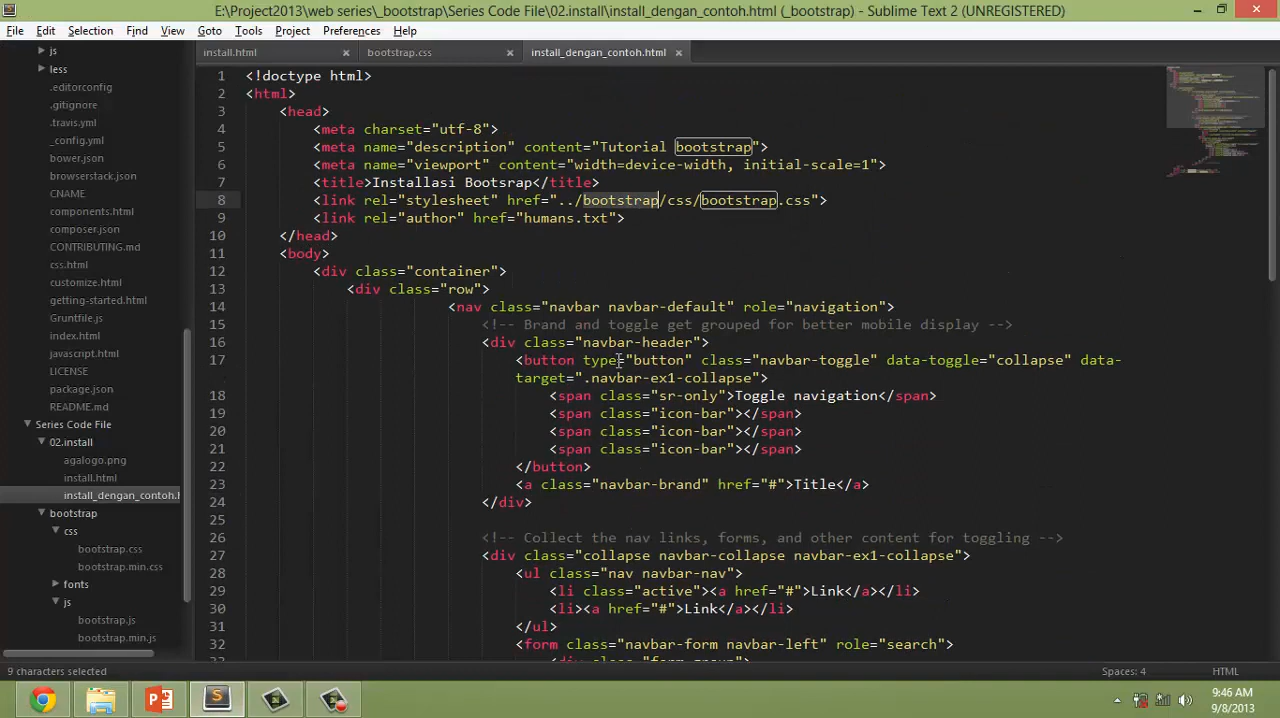 E:\Project2013\web series\_bootstrap\Series Code File\02.install\install_dengan_contoh.html (_bootstrap) - Sublime Text 2 (UNREGISTERED)
File Edit Selection Find View Goto Tools Project Preferences Help
install.html bootstrap.css install_dengan_contoh.html
js
less
.editorconfig
.gitignore
.travis.yml
_config.yml
bower.json
browserstack.json
CNAME
components.html
composer.json
CONTRIBUTING.md
css.html
customize.html
getting-started.html
Gruntfile.js
index.html
javascript.html
LICENSE
package.json
README.md
Series Code File
02.install
agalogo.png
install.html
install_dengan_contoh.h
bootstrap
css
bootstrap.css
bootstrap.min.css
fonts
js
bootstrap.js
bootstrap.min.js
1 <!doctype html>
2 <html>
3 <head>
4 <meta charset="utf-8">
5 <meta name="description" content="Tutorial bootstrap">
6 <meta name="viewport" content="width=device-width, initial-scale=1">
7 <title>Installasi Bootsrap</title>
8 <link rel="stylesheet" href="../bootstrap/css/bootstrap.css">
9 <link rel="author" href="humans.txt">
10 </head>
11 <body>
12 <div class="container">
13 <div class="row">
14 <nav class="navbar navbar-default" role="navigation">
15 <!-- Brand and toggle get grouped for better mobile display -->
16 <div class="navbar-header">
17 <button type="button" class="navbar-toggle" data-toggle="collapse" data-
target=".navbar-ex1-collapse">
18 <span class="sr-only">Toggle navigation</span>
19 <span class="icon-bar"></span>
20 <span class="icon-bar"></span>
21 <span class="icon-bar"></span>
22 </button>
23 <a class="navbar-brand" href="#">Title</a>
24 </div>
25
26 <!-- Collect the nav links, forms, and other content for toggling -->
27 <div class="collapse navbar-collapse navbar-ex1-collapse">
28 <ul class="nav navbar-nav">
29 <li class="active"><a href="#">Link</a></li>
30 <li><a href="#">Link</a></li>
31 </ul>
32 <form class="navbar-form navbar-left" role="search">
33 <div class="form-group">
9 characters selected Spaces: 4 HTML
9:46 AM
9/8/2013